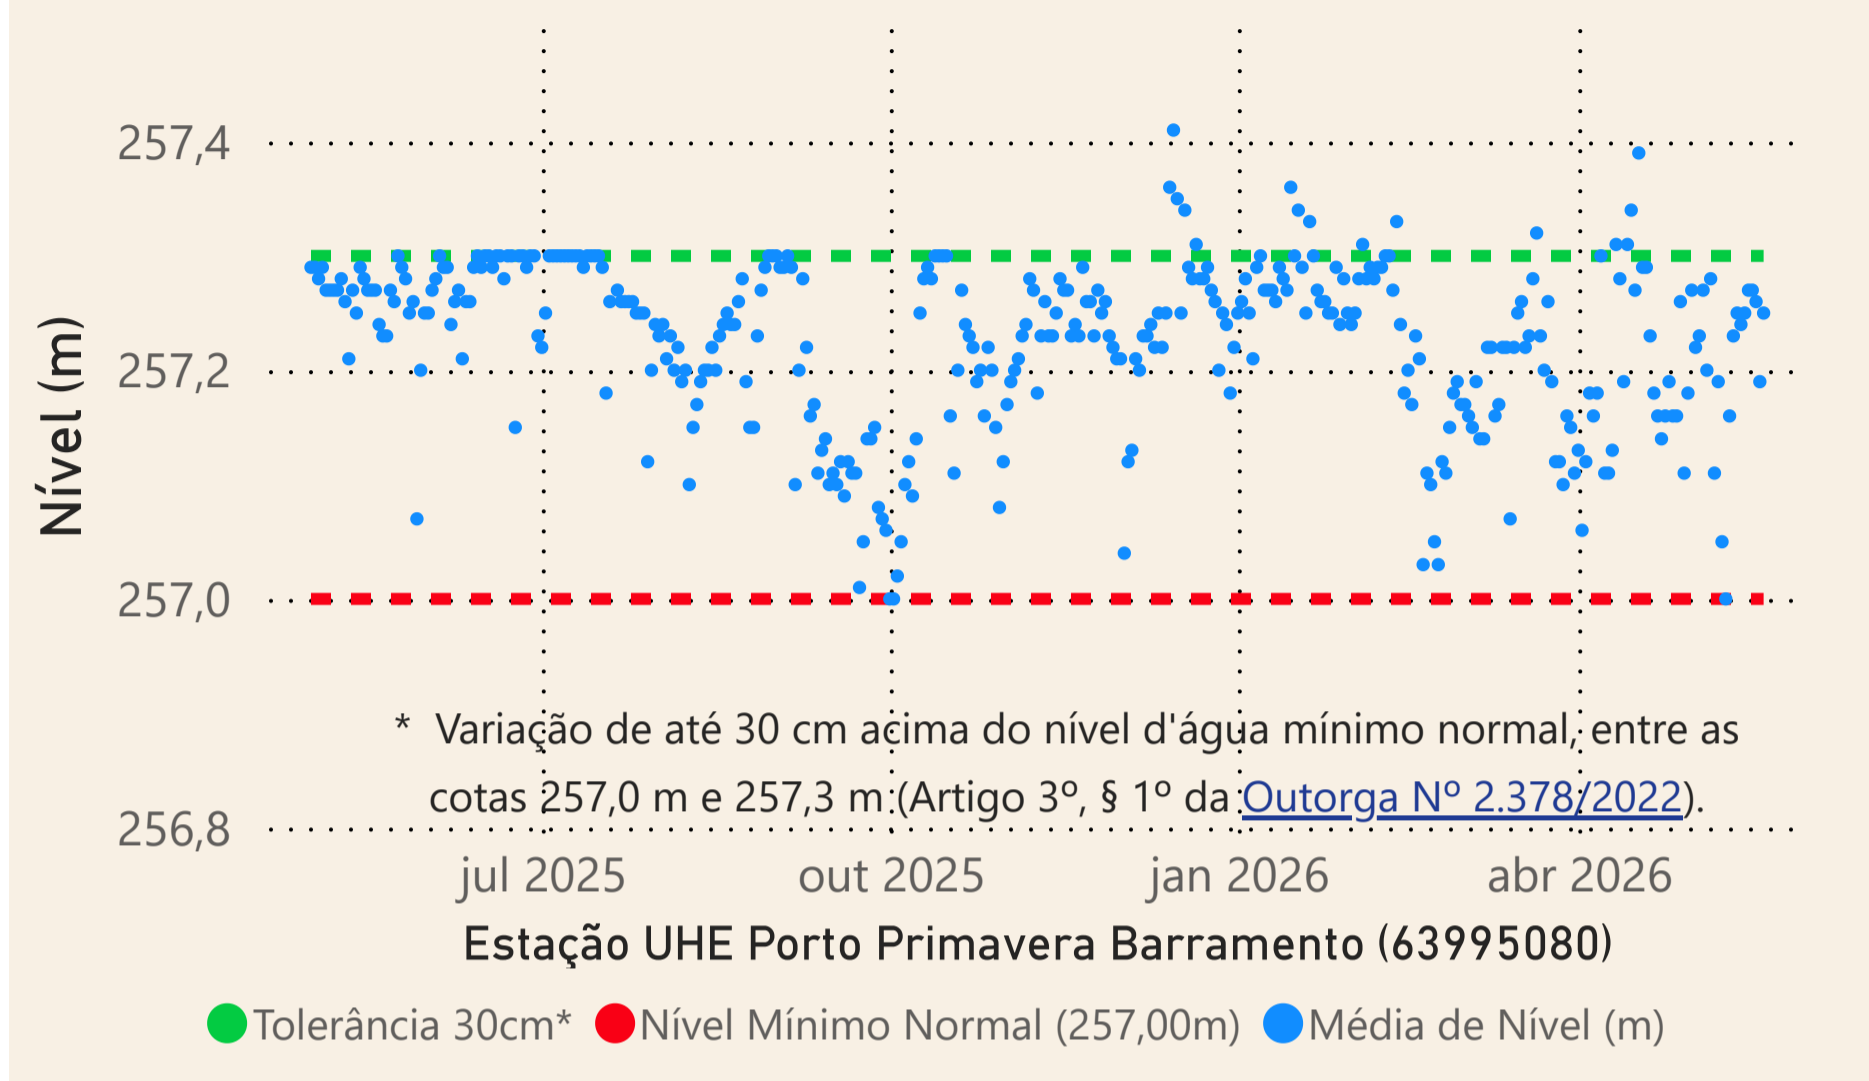 257,4
257,2
257,0
256,8
Nível (m)
* Variação de até 30 cm acima do nível d'água mínimo normal, entre as
cotas 257,0 m e 257,3 m (Artigo 3º, § 1º da Outorga Nº 2.378/2022).
jul 2025 out 2025 jan 2026 abr 2026
Estação UHE Porto Primavera Barramento (63995080)
Tolerância 30cm* Nível Mínimo Normal (257,00m) Média de Nível (m)